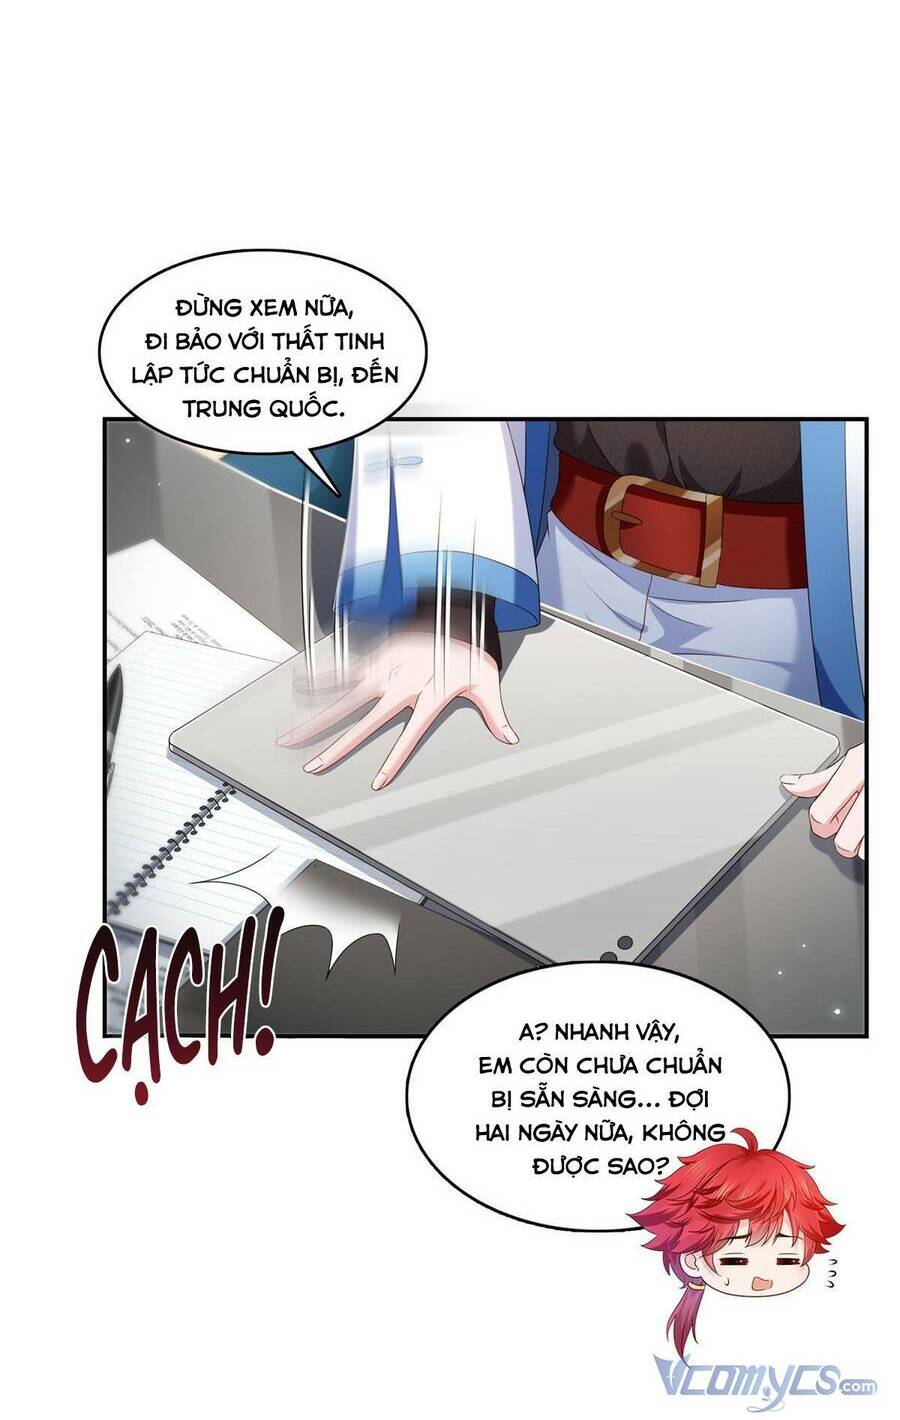 ĐỪNG XEM NỮA,
ĐI BẢO VỚI THẤT TINH
LẬP TỨC CHUẨN BỊ, ĐẾN
TRUNG QUỐC.
CẠCH!
A? NHANH VẬY,
EM CÒN CHƯA CHUẨN
BỊ SẴN SÀNG... ĐỢI
HAI NGÀY NỮA, KHÔNG
ĐƯỢC SAO?
Vcomycs.com